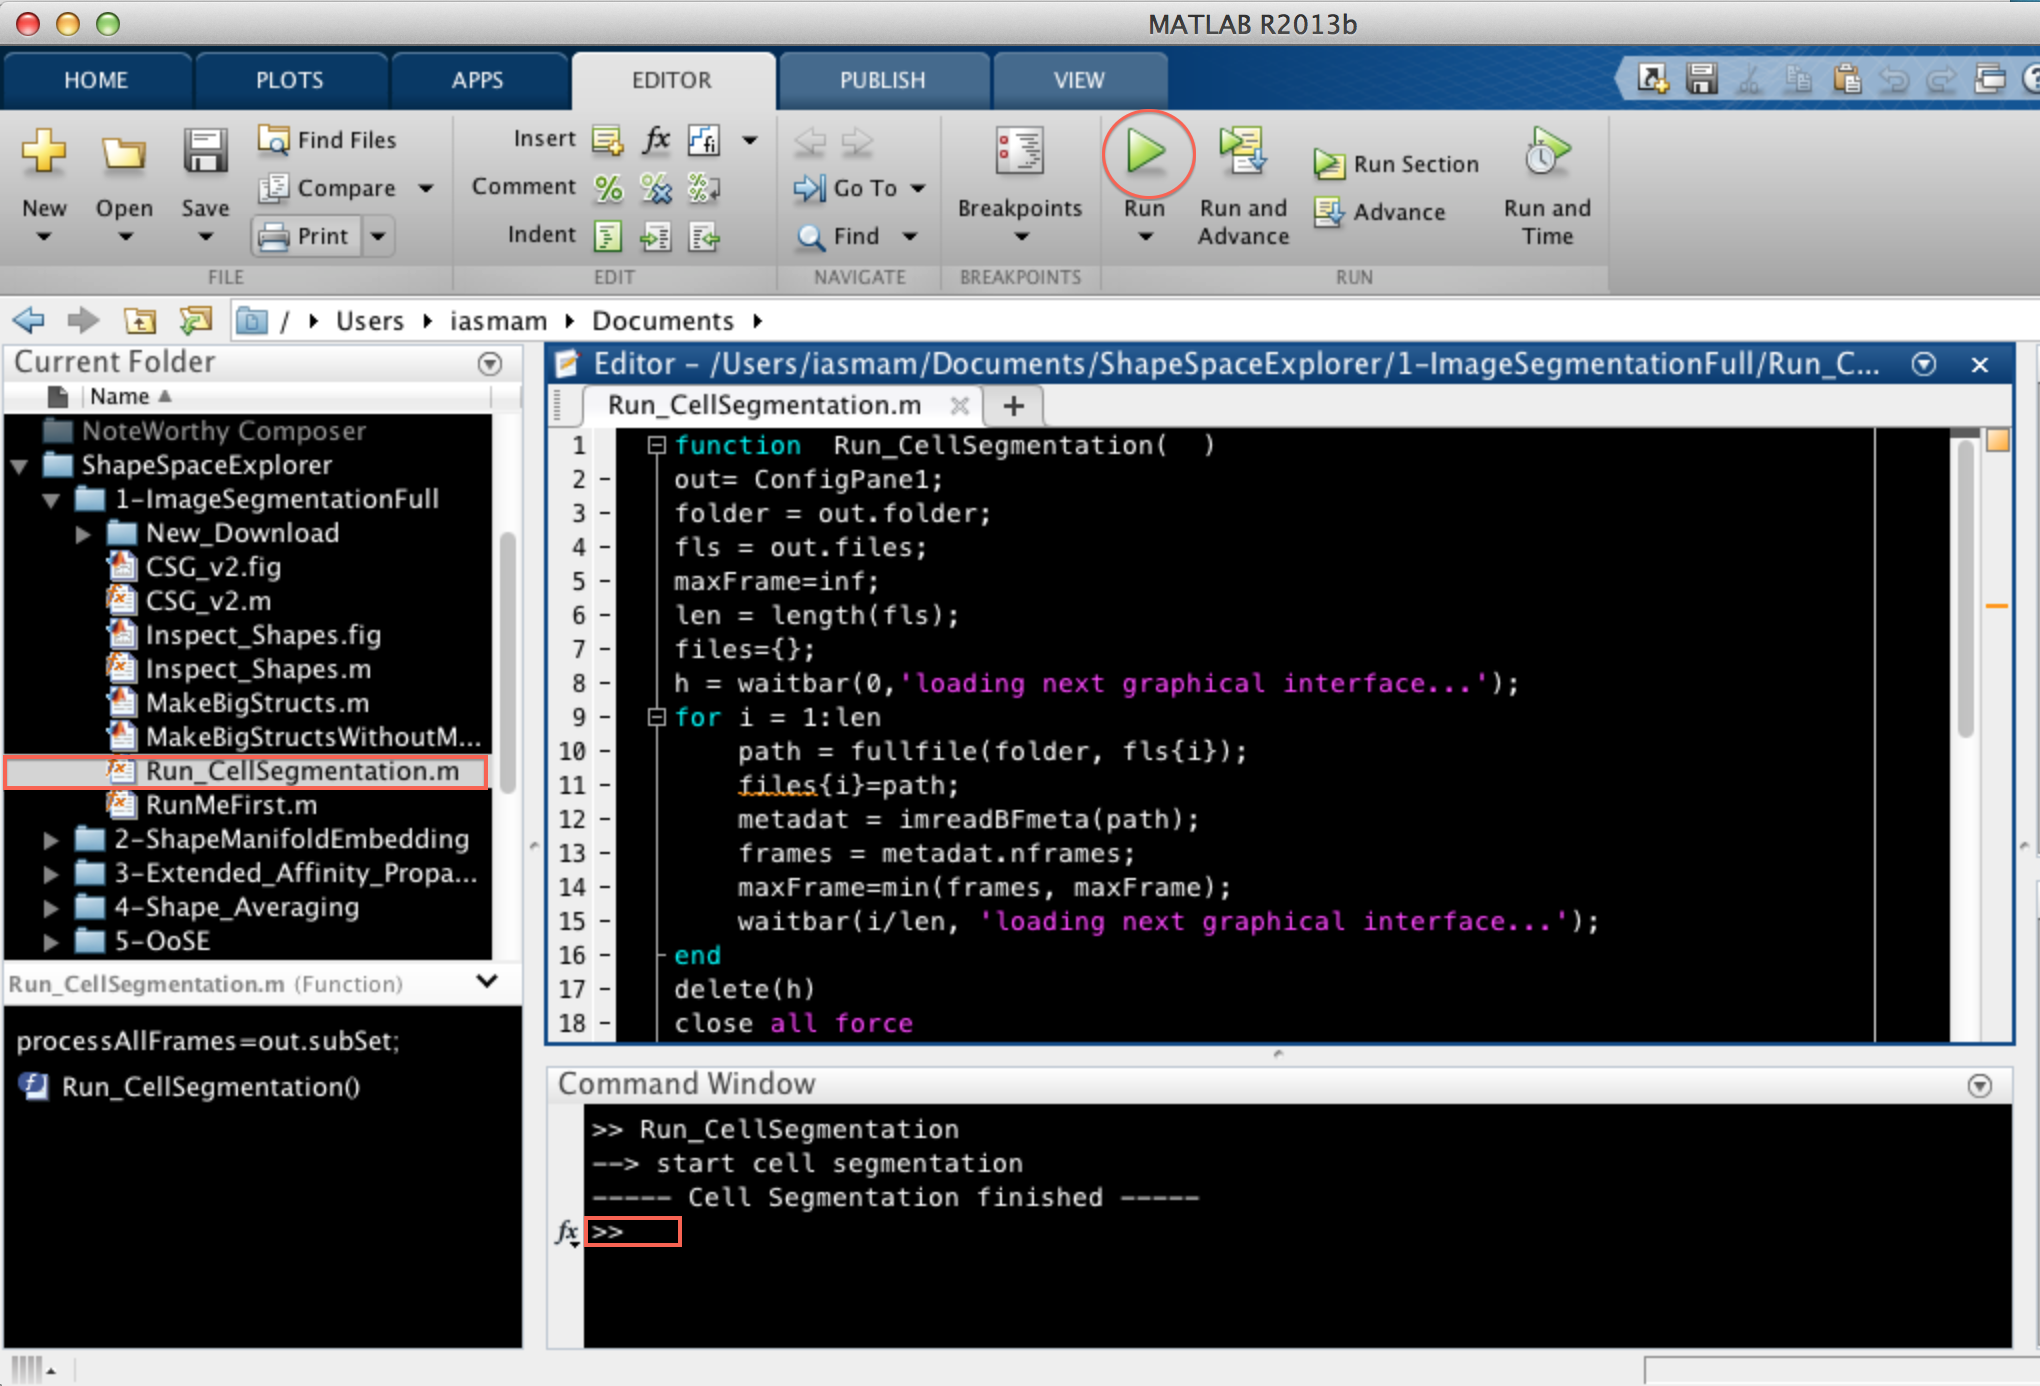 MATLAB R2013b
HOME PLOTS APPS EDITOR PUBLISH VIEW
New Open Save Find Files Compare Print
FILE
Insert fx fi
Comment % % %
Indent
EDIT
Go To Find
NAVIGATE
Breakpoints
BREAKPOINTS
Run Run and Advance Run Section Advance Run and Time
RUN
/ Users iasmam Documents
Current Folder
Name
NoteWorthy Composer
ShapeSpaceExplorer
1-ImageSegmentationFull
New_Download
CSG_v2.fig
CSG_v2.m
Inspect_Shapes.fig
Inspect_Shapes.m
MakeBigStructs.m
MakeBigStructsWithoutM...
Run_CellSegmentation.m
RunMeFirst.m
2-ShapeManifoldEmbedding
3-Extended_Affinity_Propa...
4-Shape_Averaging
5-OoSE
Run_CellSegmentation.m (Function)
processAllFrames=out.subSet;
Run_CellSegmentation()
Editor - /Users/iasmam/Documents/ShapeSpaceExplorer/1-ImageSegmentationFull/Run_C...
Run_CellSegmentation.m
1 function Run_CellSegmentation( )
2 - out= ConfigPane1;
3 - folder = out.folder;
4 - fls = out.files;
5 - maxFrame=inf;
6 - len = length(fls);
7 - files={};
8 - h = waitbar(0,'loading next graphical interface...');
9 - for i = 1:len
10 - path = fullfile(folder, fls{i});
11 - files{i}=path;
12 - metadat = imreadBFmeta(path);
13 - frames = metadat.nframes;
14 - maxFrame=min(frames, maxFrame);
15 - waitbar(i/len, 'loading next graphical interface...');
16 - end
17 - delete(h)
18 - close all force
Command Window
>> Run_CellSegmentation
--> start cell segmentation
----- Cell Segmentation finished -----
fx >>